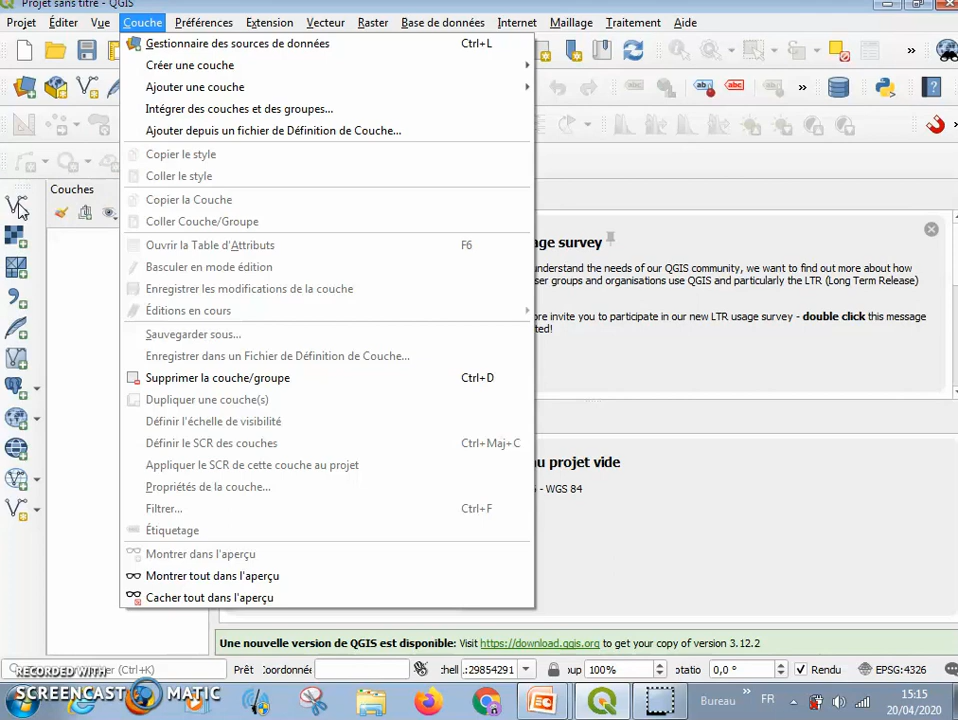 Projet sans titre - QGIS
Projet Éditer Vue Couche Préférences Extension Vecteur Raster Base de données Internet Maillage Traitement Aide
Gestionnaire des sources de données Ctrl+L
Créer une couche
Ajouter une couche
Intégrer des couches et des groupes...
Ajouter depuis un fichier de Définition de Couche...
Copier le style
Coller le style
Copier la Couche
Coller Couche/Groupe
Ouvrir la Table d'Attributs F6
Basculer en mode édition
Enregistrer les modifications de la couche
Éditions en cours
Sauvegarder sous...
Enregistrer dans un Fichier de Définition de Couche...
Supprimer la couche/groupe Ctrl+D
Dupliquer une couche(s)
Définir l'échelle de visibilité
Définir le SCR des couches Ctrl+Maj+C
Appliquer le SCR de cette couche au projet
Propriétés de la couche...
Filtrer... Ctrl+F
Étiquetage
Montrer dans l'aperçu
Montrer tout dans l'aperçu
Cacher tout dans l'aperçu
Couches
abc abc abc
age survey
nderstand the needs of our QGIS community, we want to find out more about how
ser groups and organisations use QGIS and particularly the LTR (Long Term Release)
ore invite you to participate in our new LTR usage survey - double click this message
ted!
au projet vide
6 - WGS 84
Une nouvelle version de QGIS est disponible: Visit https://download.qgis.org to get your copy of version 3.12.2
(Ctrl+K) Prêt :oordonnée :hell :29854291 oup 100% otatio 0,0 ° Rendu EPSG:4326
RECORDED WITH
SCREENCAST MATIC
Bureau FR
15:15
20/04/2020